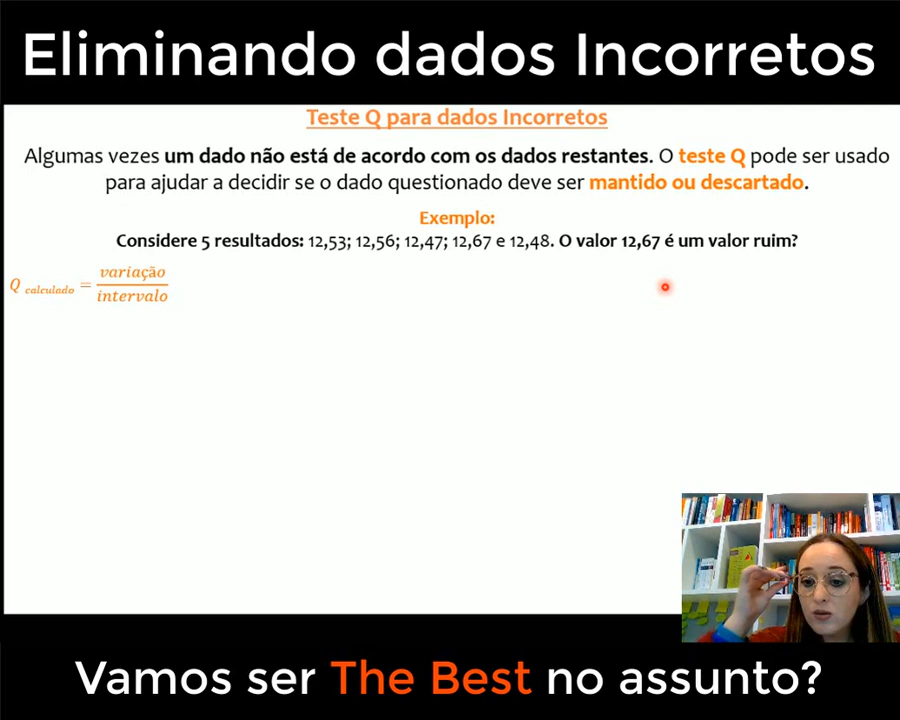 Eliminando dados Incorretos
Teste Q para dados Incorretos
Algumas vezes um dado não está de acordo com os dados restantes. O teste Q pode ser usado
para ajudar a decidir se o dado questionado deve ser mantido ou descartado.
Exemplo:
Considere 5 resultados: 12,53; 12,56; 12,47; 12,67 e 12,48. O valor 12,67 é um valor ruim?
Q calculado = variação
intervalo
Vamos ser The Best no assunto?